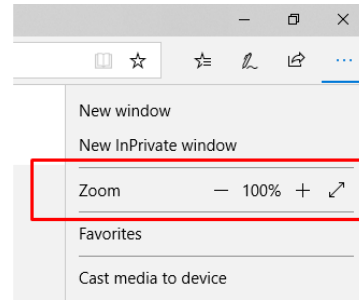 New window
New InPrivate window
Zoom — 100% +
Favorites
Cast media to device